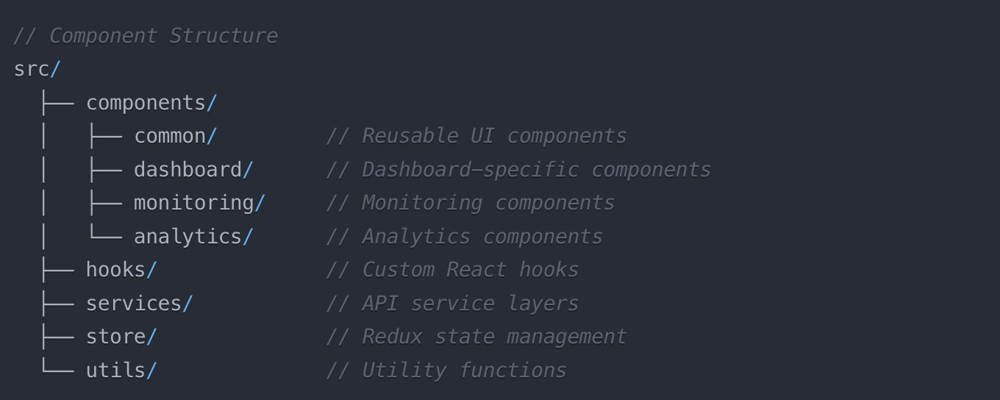 // Component Structure
src/
  ├── components/
  │   ├── common/         // Reusable UI components
  │   ├── dashboard/      // Dashboard-specific components
  │   ├── monitoring/     // Monitoring components
  │   └── analytics/      // Analytics components
  ├── hooks/              // Custom React hooks
  ├── services/           // API service layers
  ├── store/              // Redux state management
  └── utils/              // Utility functions